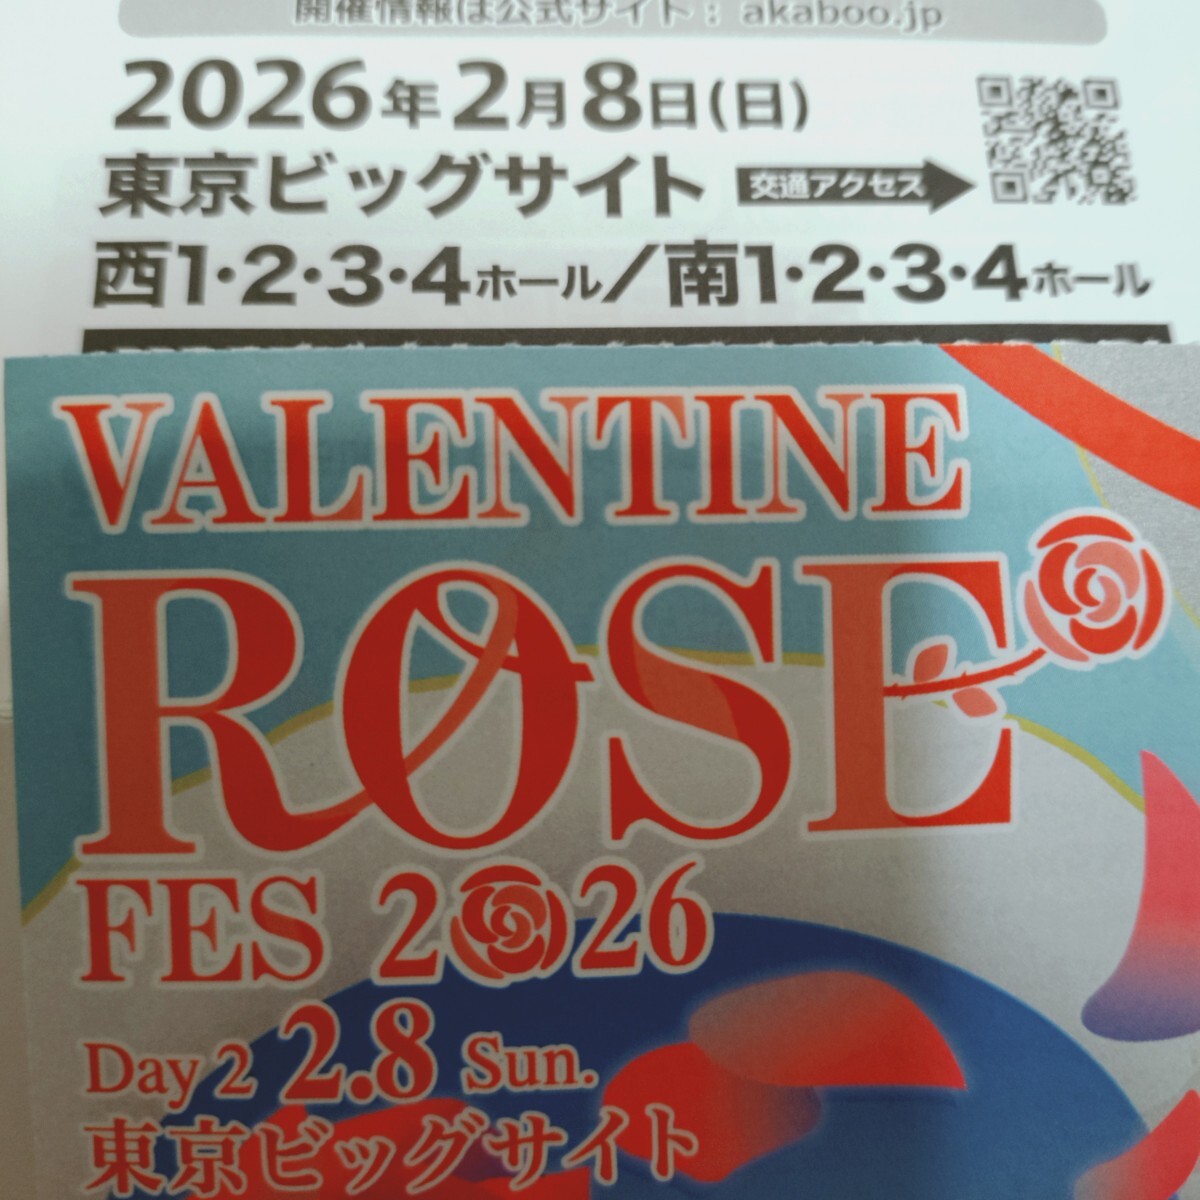 開催情報は公式サイト: akaboo.jp
2026年2月8日(日)
東京ビッグサイト 交通アクセス
西1・2・3・4ホール/南1・2・3・4ホール
VALENTINE
ROSE
FES 2026
Day 2 2.8 Sun.
東京ビッグサイト